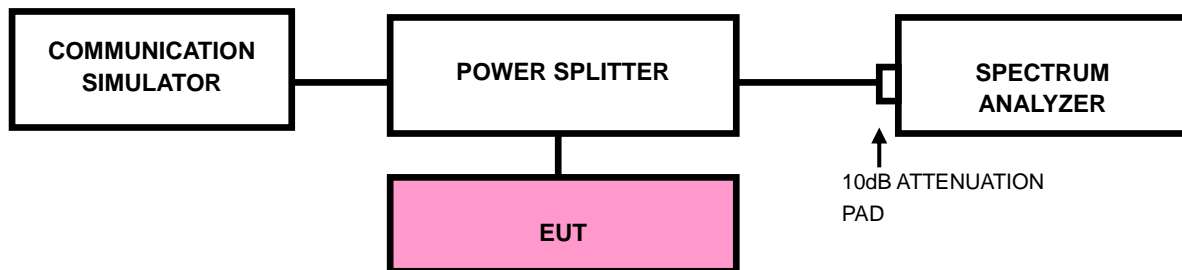 COMMUNICATION
SIMULATOR
POWER SPLITTER
SPECTRUM
ANALYZER
10dB ATTENUATION
PAD
EUT